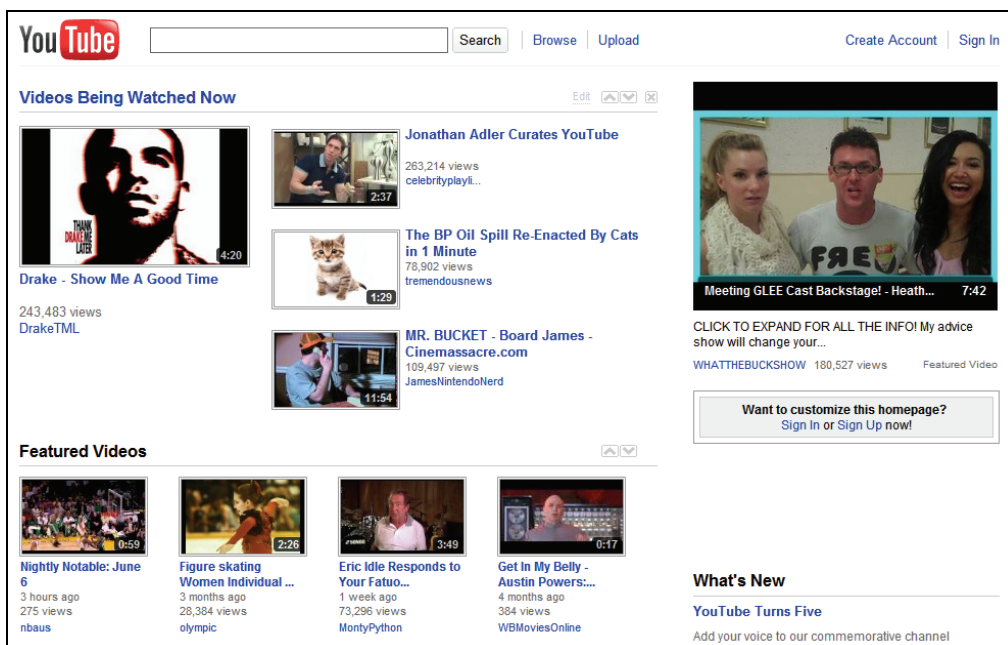 YouTube
Search
Browse
Upload
Create Account
Sign In
Videos Being Watched Now
Edit
THANK
DRAKE ME
LATER
4:20
Drake - Show Me A Good Time
243,483 views
DrakeTML
2:37
Jonathan Adler Curates YouTube
263,214 views
celebrityplayli...
1:29
The BP Oil Spill Re-Enacted By Cats
in 1 Minute
78,902 views
tremendousnews
11:54
MR. BUCKET - Board James -
Cinemassacre.com
109,497 views
JamesNintendoNerd
Meeting GLEE Cast Backstage! - Heath... 7:42
CLICK TO EXPAND FOR ALL THE INFO! My advice
show will change your...
WHATTHEBUCKSHOW 180,527 views Featured Video
Want to customize this homepage?
Sign In or Sign Up now!
Featured Videos
0:59
Nightly Notable: June
6
3 hours ago
275 views
nbaus
2:26
Figure skating
Women Individual ...
3 months ago
28,384 views
olympic
3:49
Eric Idle Responds to
Your Fatuo...
1 week ago
73,296 views
MontyPython
0:17
Get In My Belly -
Austin Powers:...
4 months ago
384 views
WBMoviesOnline
What's New
YouTube Turns Five
Add your voice to our commemorative channel